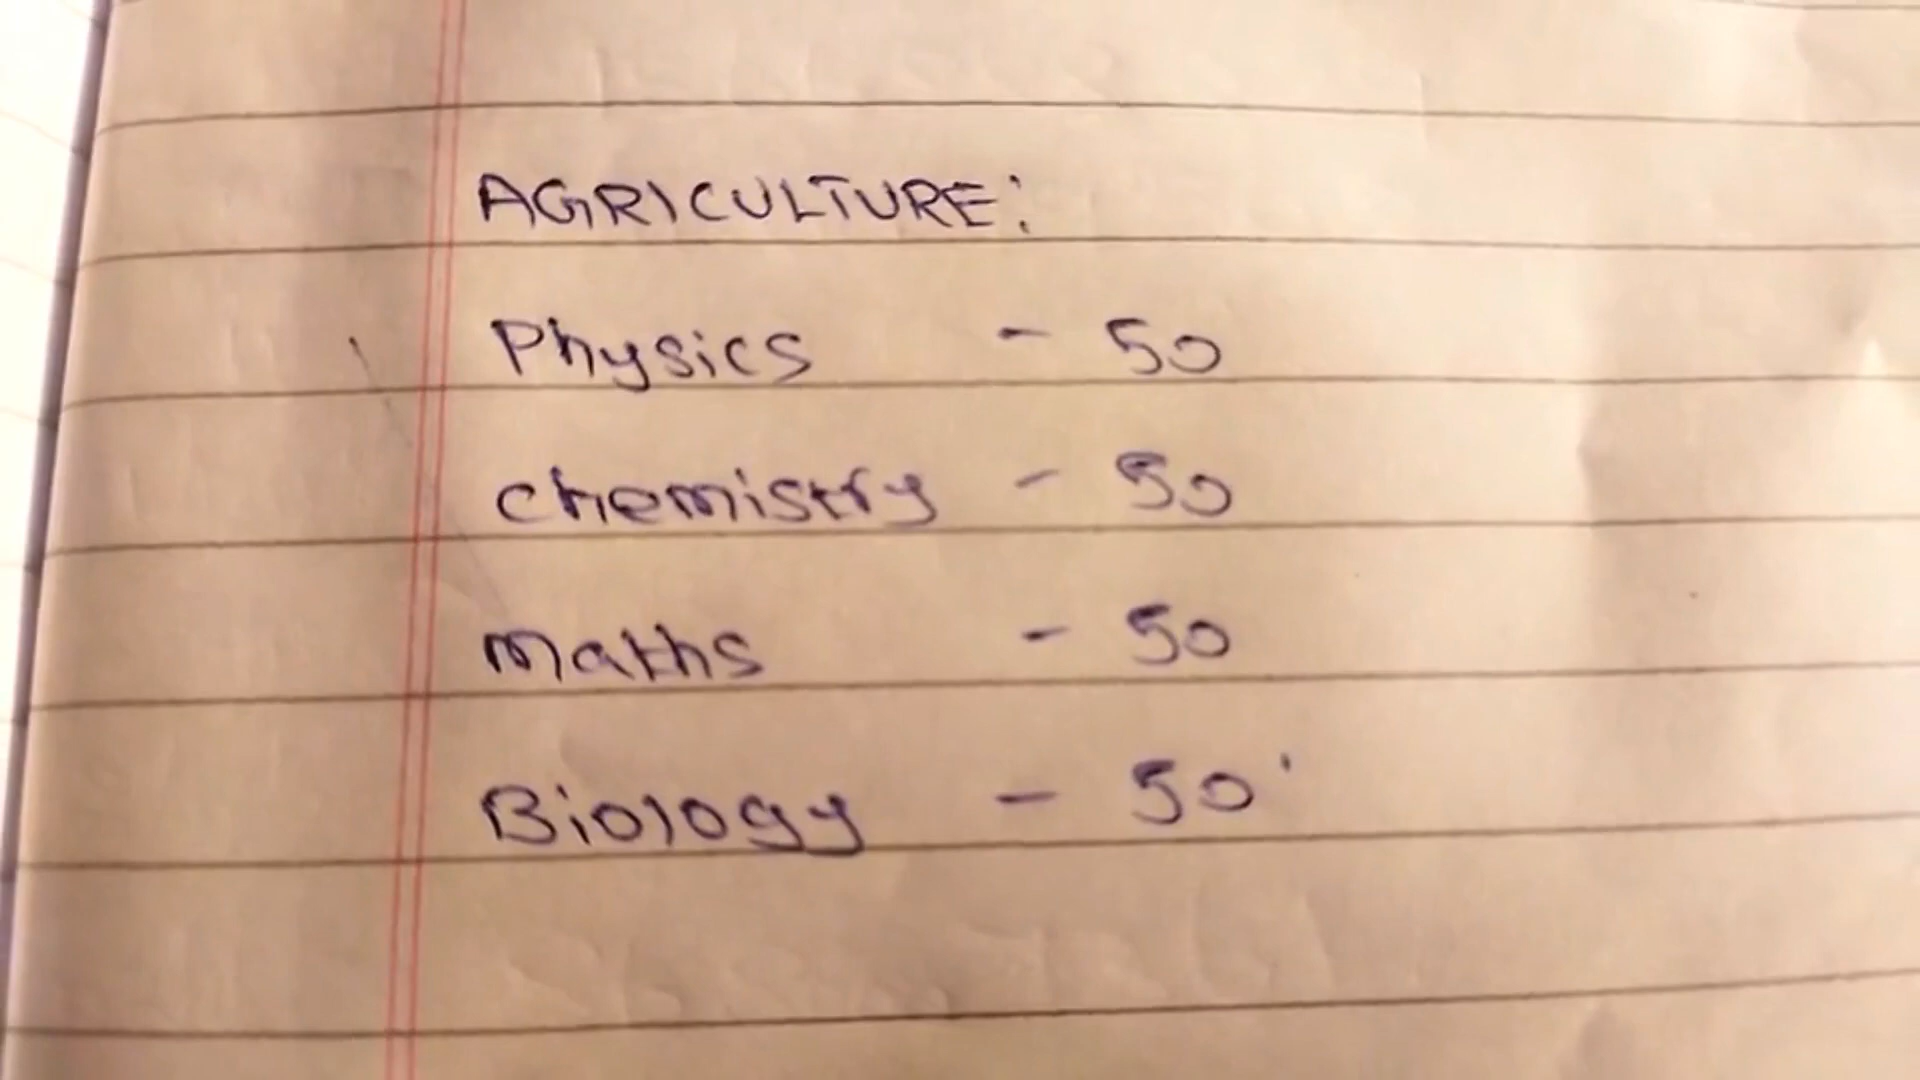 AGRICULTURE:
Physics - 50
chemistry - 50
maths - 50
Biology - 50